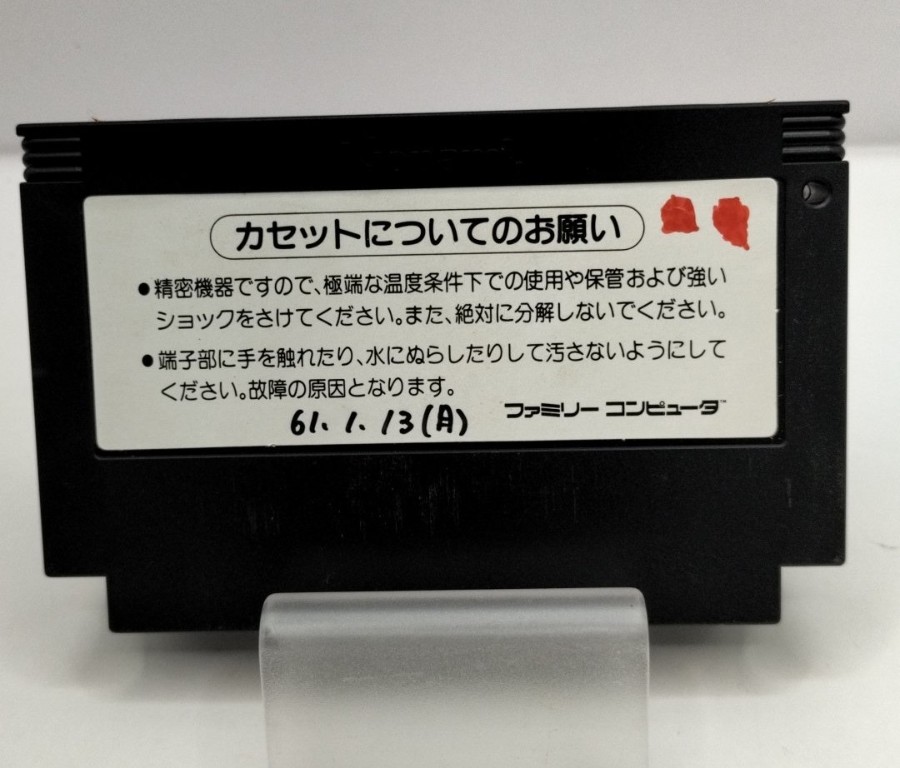 カセットについてのお願い
●精密機器ですので、極端な温度条件下での使用や保管および強い
ショックをさけてください。また、絶対に分解しないでください。
●端子部に手を触れたり、水にぬらしたりして汚さないようにして
ください。故障の原因となります。
61. 1. 13(月)
ファミリー コンピュータ™